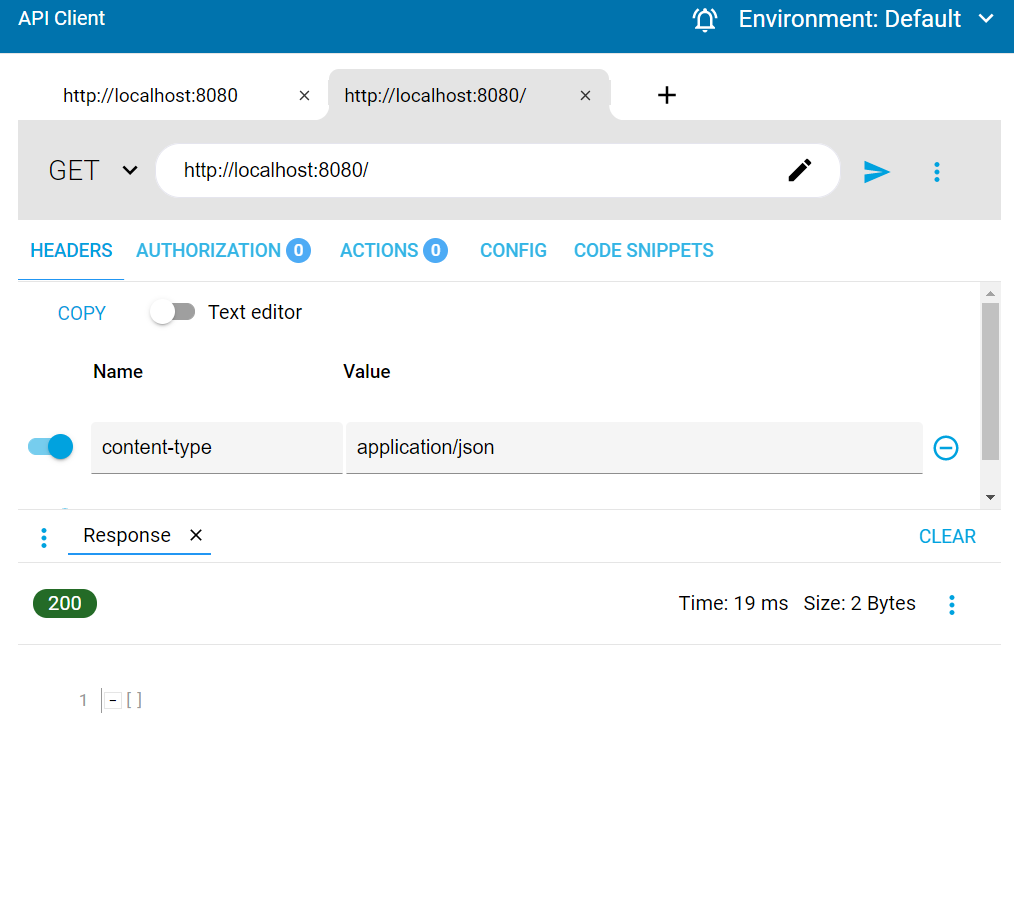 API Client
Environment: Default
http://localhost:8080 × http://localhost:8080/ × +
GET http://localhost:8080/
HEADERS AUTHORIZATION 0 ACTIONS 0 CONFIG CODE SNIPPETS
COPY Text editor
Name Value
content-type application/json
Response × CLEAR
200 Time: 19 ms Size: 2 Bytes
1 - [ ]